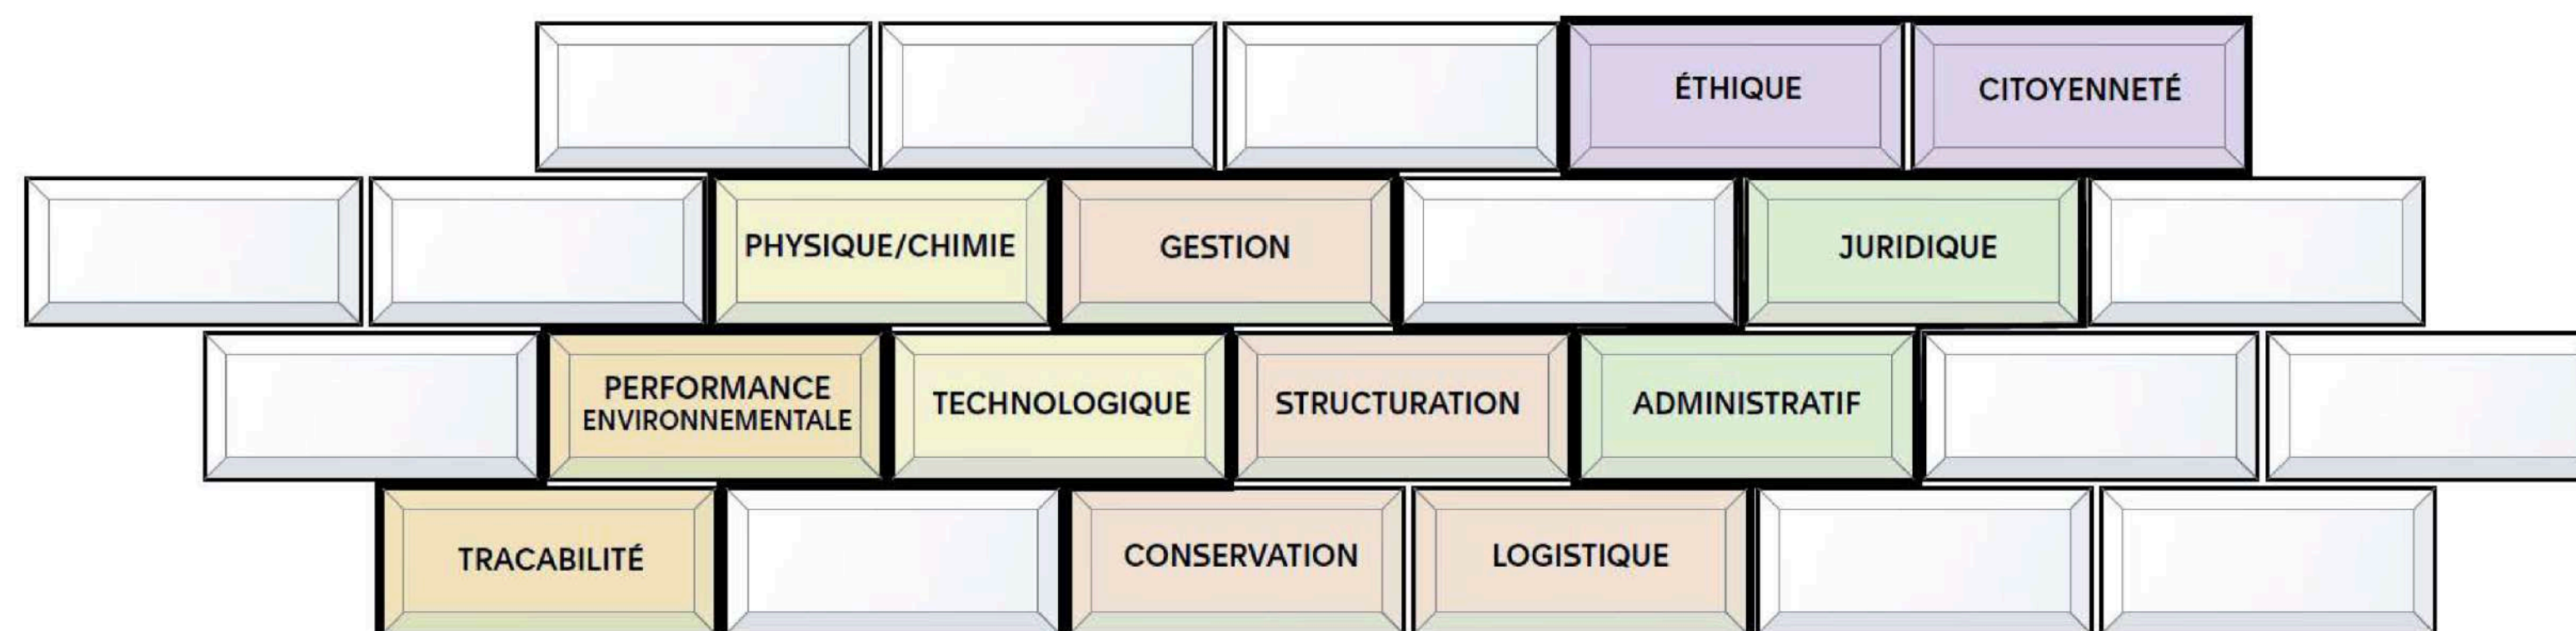 ÉTHIQUE
CITOYENNETÉ
PHYSIQUE/CHIMIE
GESTION
JURIDIQUE
PERFORMANCE
ENVIRONNEMENTALE
TECHNOLOGIQUE
STRUCTURATION
ADMINISTRATIF
TRACABILITÉ
CONSERVATION
LOGISTIQUE